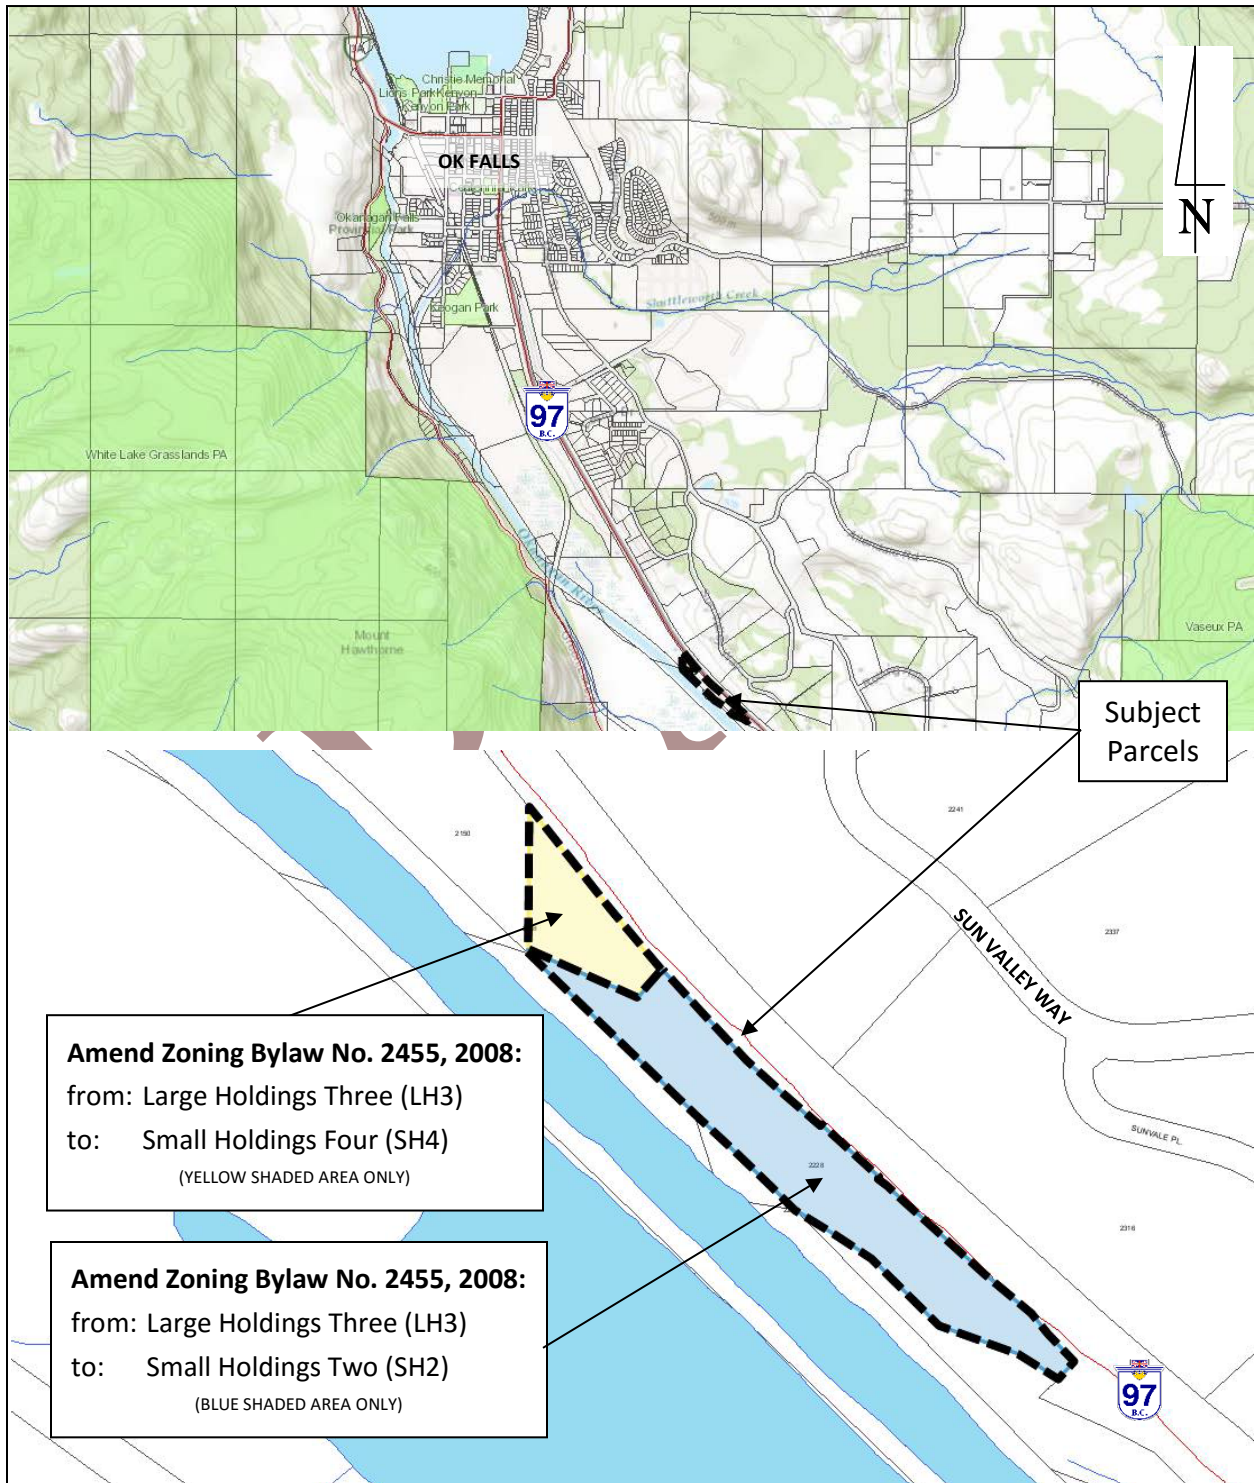 Christie Memorial
Lions Park Kenyon
Kenyon Park
OK FALLS
Okanagan Falls
Provincial Park
Shuttleworth Creek
Keogan Park
97
B.C.
White Lake Grasslands PA
Okanagan River
Mount
Hawthorne
Vaseux PA
N
Subject
Parcels
2241
2150
2337
SUN VALLEY WAY
SUNVALE PL.
2228
2318
Amend Zoning Bylaw No. 2455, 2008:
from: Large Holdings Three (LH3)
to: Small Holdings Four (SH4)
(YELLOW SHADED AREA ONLY)
Amend Zoning Bylaw No. 2455, 2008:
from: Large Holdings Three (LH3)
to: Small Holdings Two (SH2)
(BLUE SHADED AREA ONLY)
97
B.C.